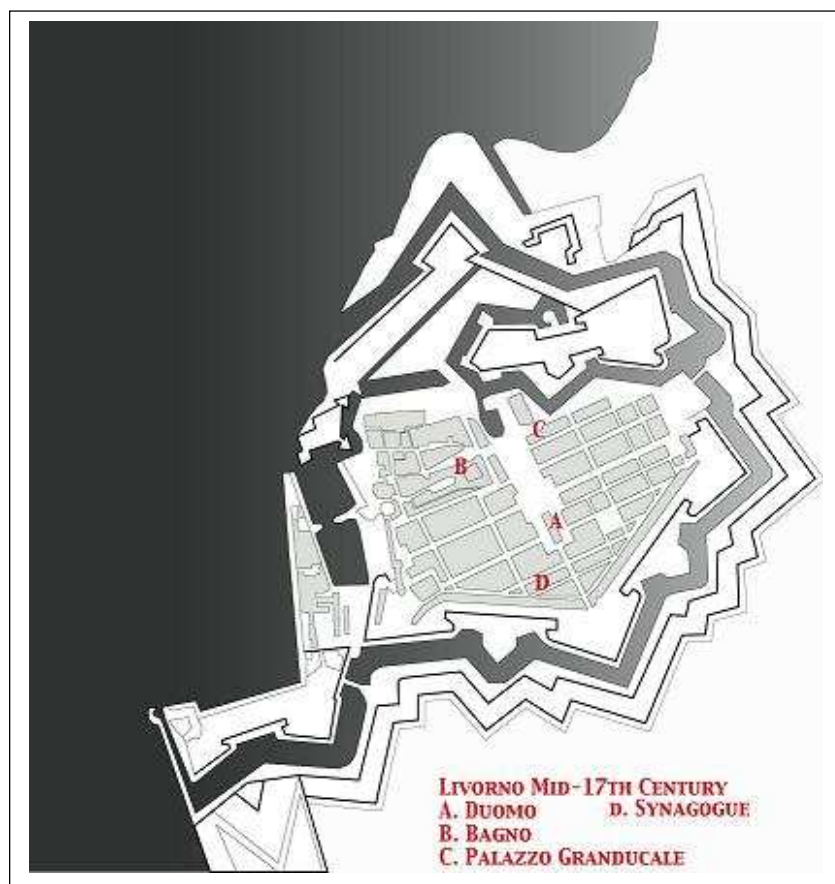 C
B
A
D
LIVORNO MID-17TH CENTURY
A. DUOMO D. SYNAGOGUE
B. BAGNO
C. PALAZZO GRANDUCALE